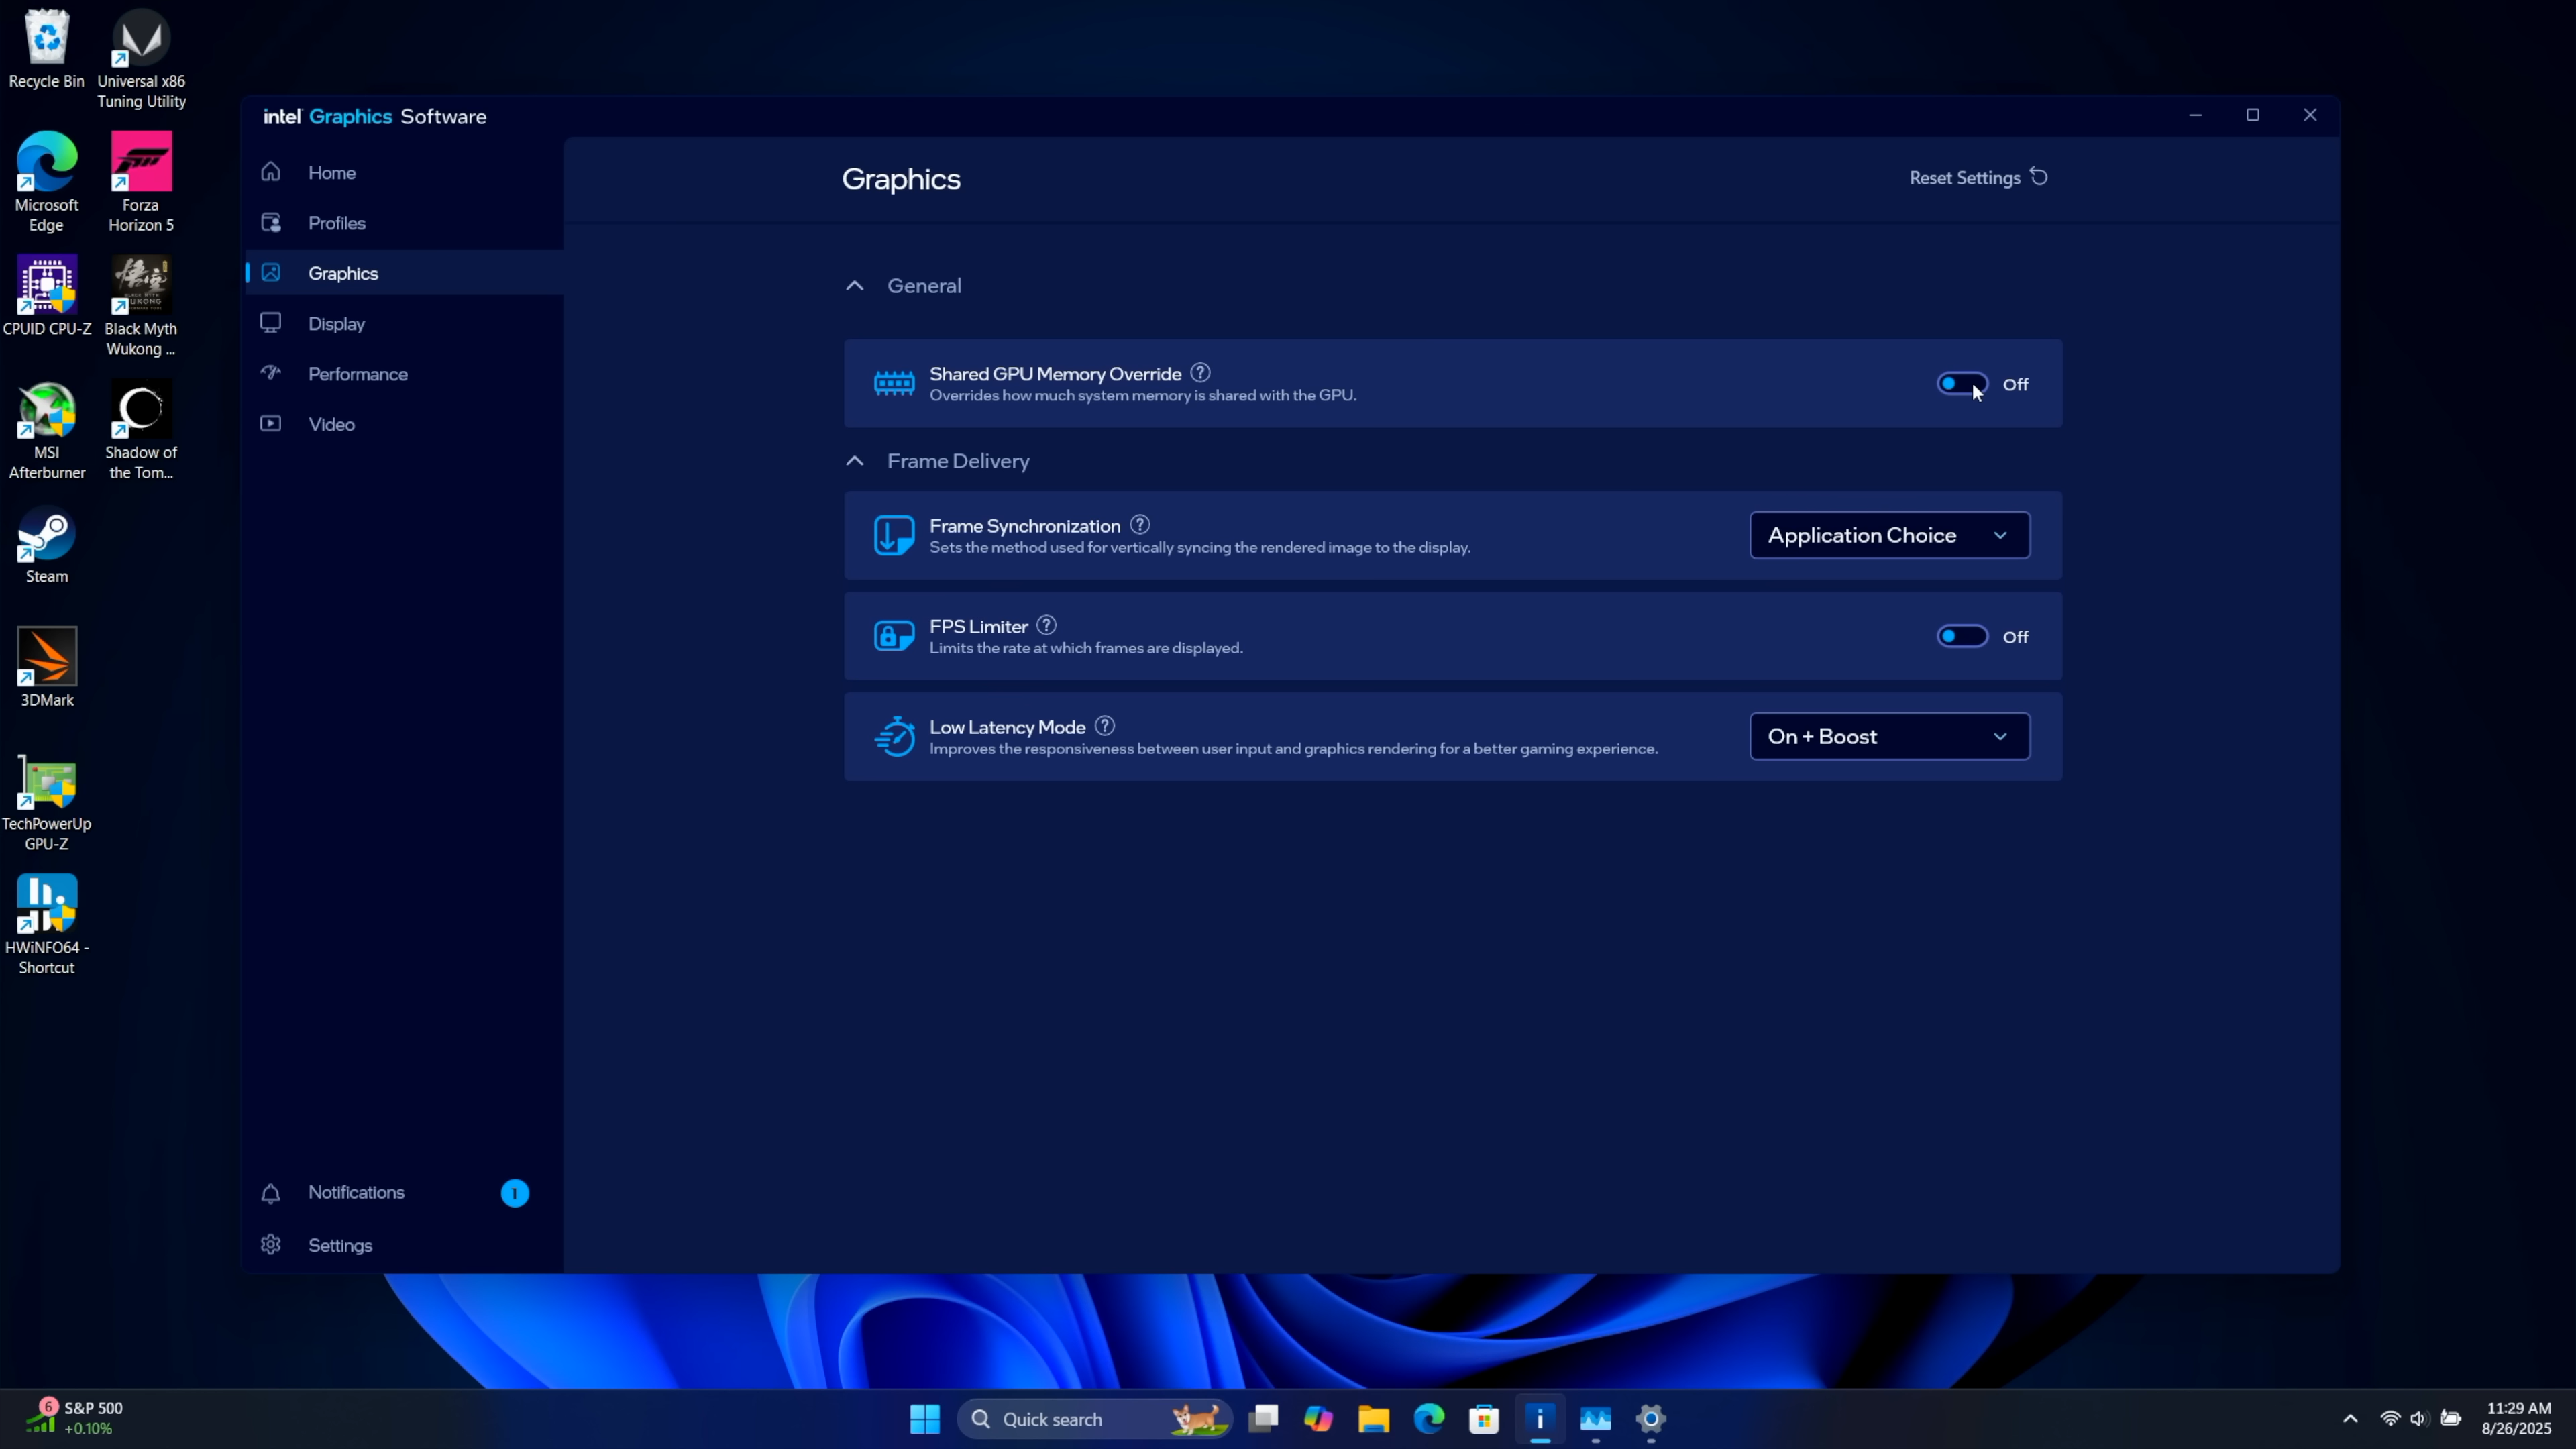 Recycle Bin
Universal x86
Tuning Utility
Microsoft
Edge
Forza
Horizon 5
CPUID CPU-Z
Black Myth
Wukong ...
MSI
Afterburner
Shadow of
the Tom...
Steam
3DMark
TechPowerUp
GPU-Z
HWiNFO64 -
Shortcut
intel Graphics Software
Home
Profiles
Graphics
Display
Performance
Video
Notifications
1
Settings
Graphics
Reset Settings
General
Shared GPU Memory Override ?
Overrides how much system memory is shared with the GPU.
Off
Frame Delivery
Frame Synchronization ?
Sets the method used for vertically syncing the rendered image to the display.
Application Choice
FPS Limiter ?
Limits the rate at which frames are displayed.
Off
Low Latency Mode ?
Improves the responsiveness between user input and graphics rendering for a better gaming experience.
On + Boost
6
S&P 500
+0.10%
Quick search
11:29 AM
8/26/2025